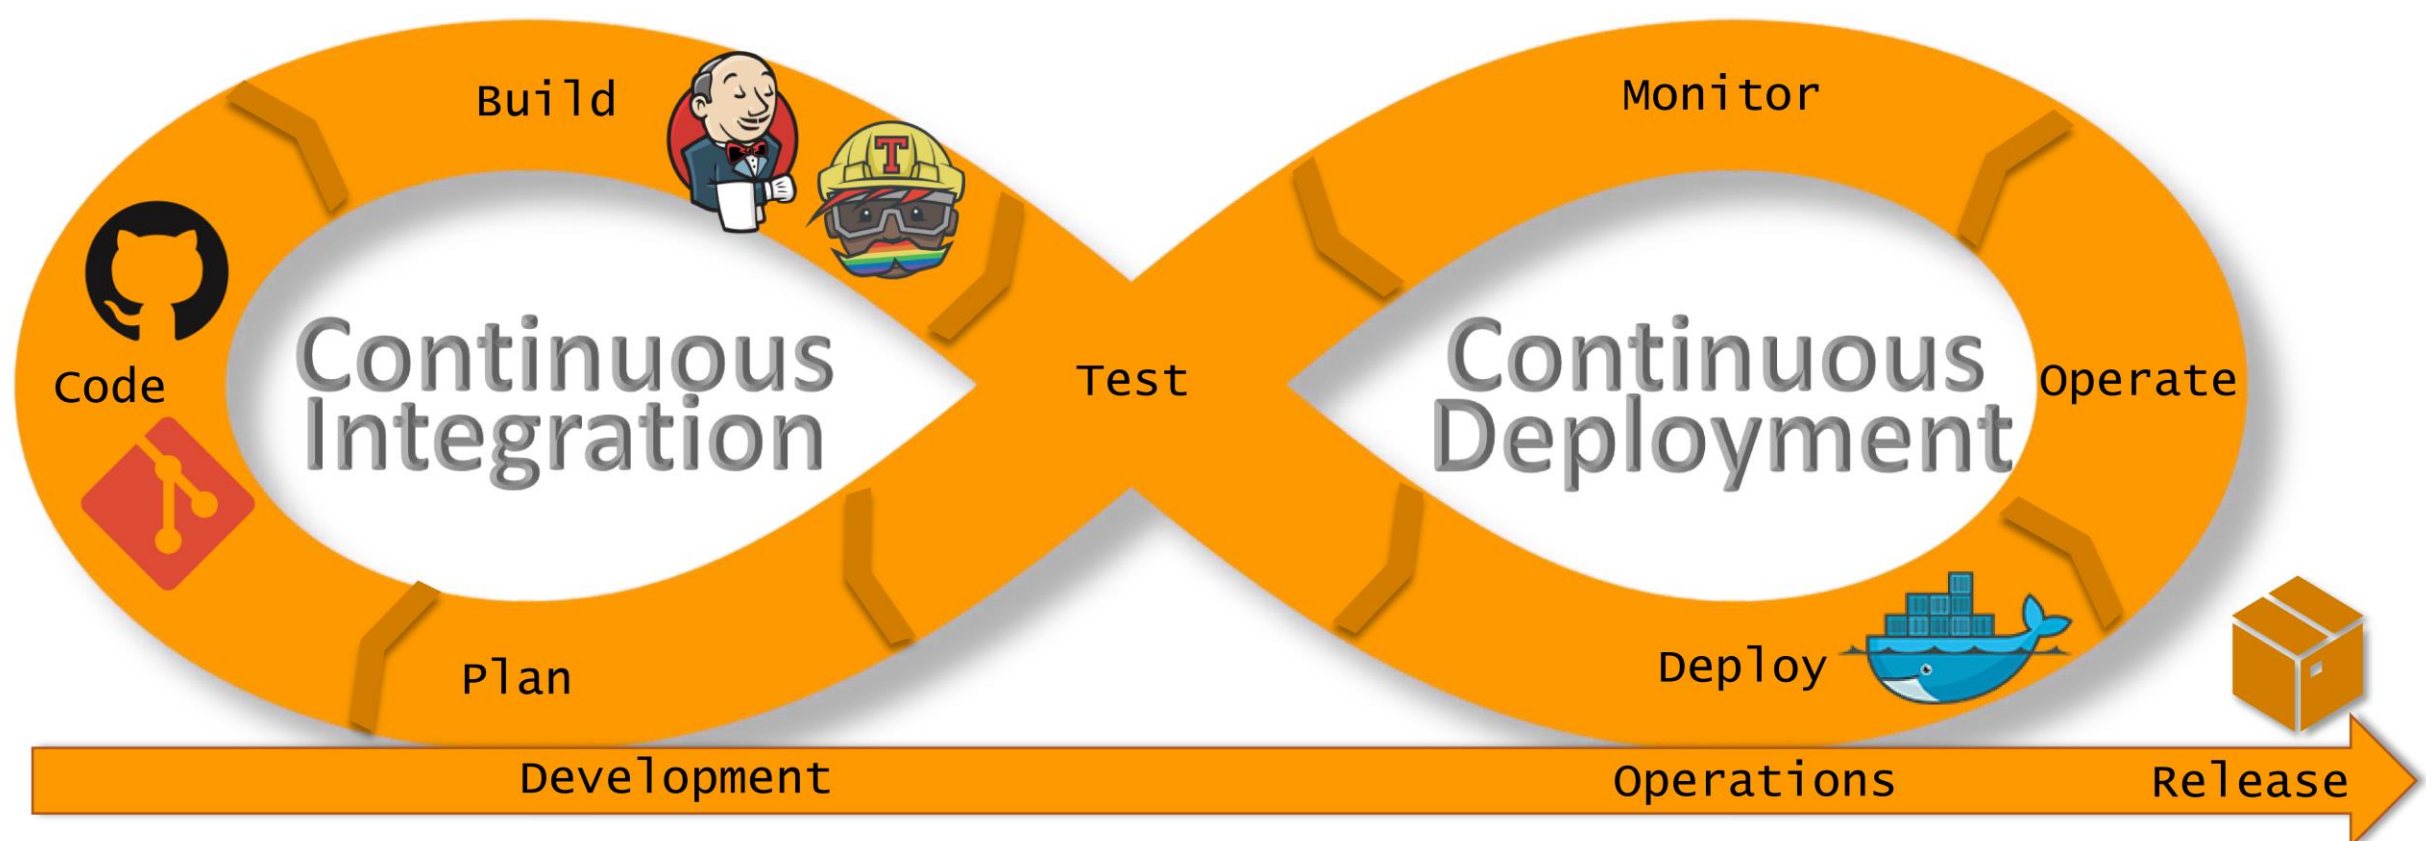 Build
Monitor
Code
Continuous
Integration
Test
Continuous
Deployment
Operate
Plan
Deploy
T
Development
Operations
Release